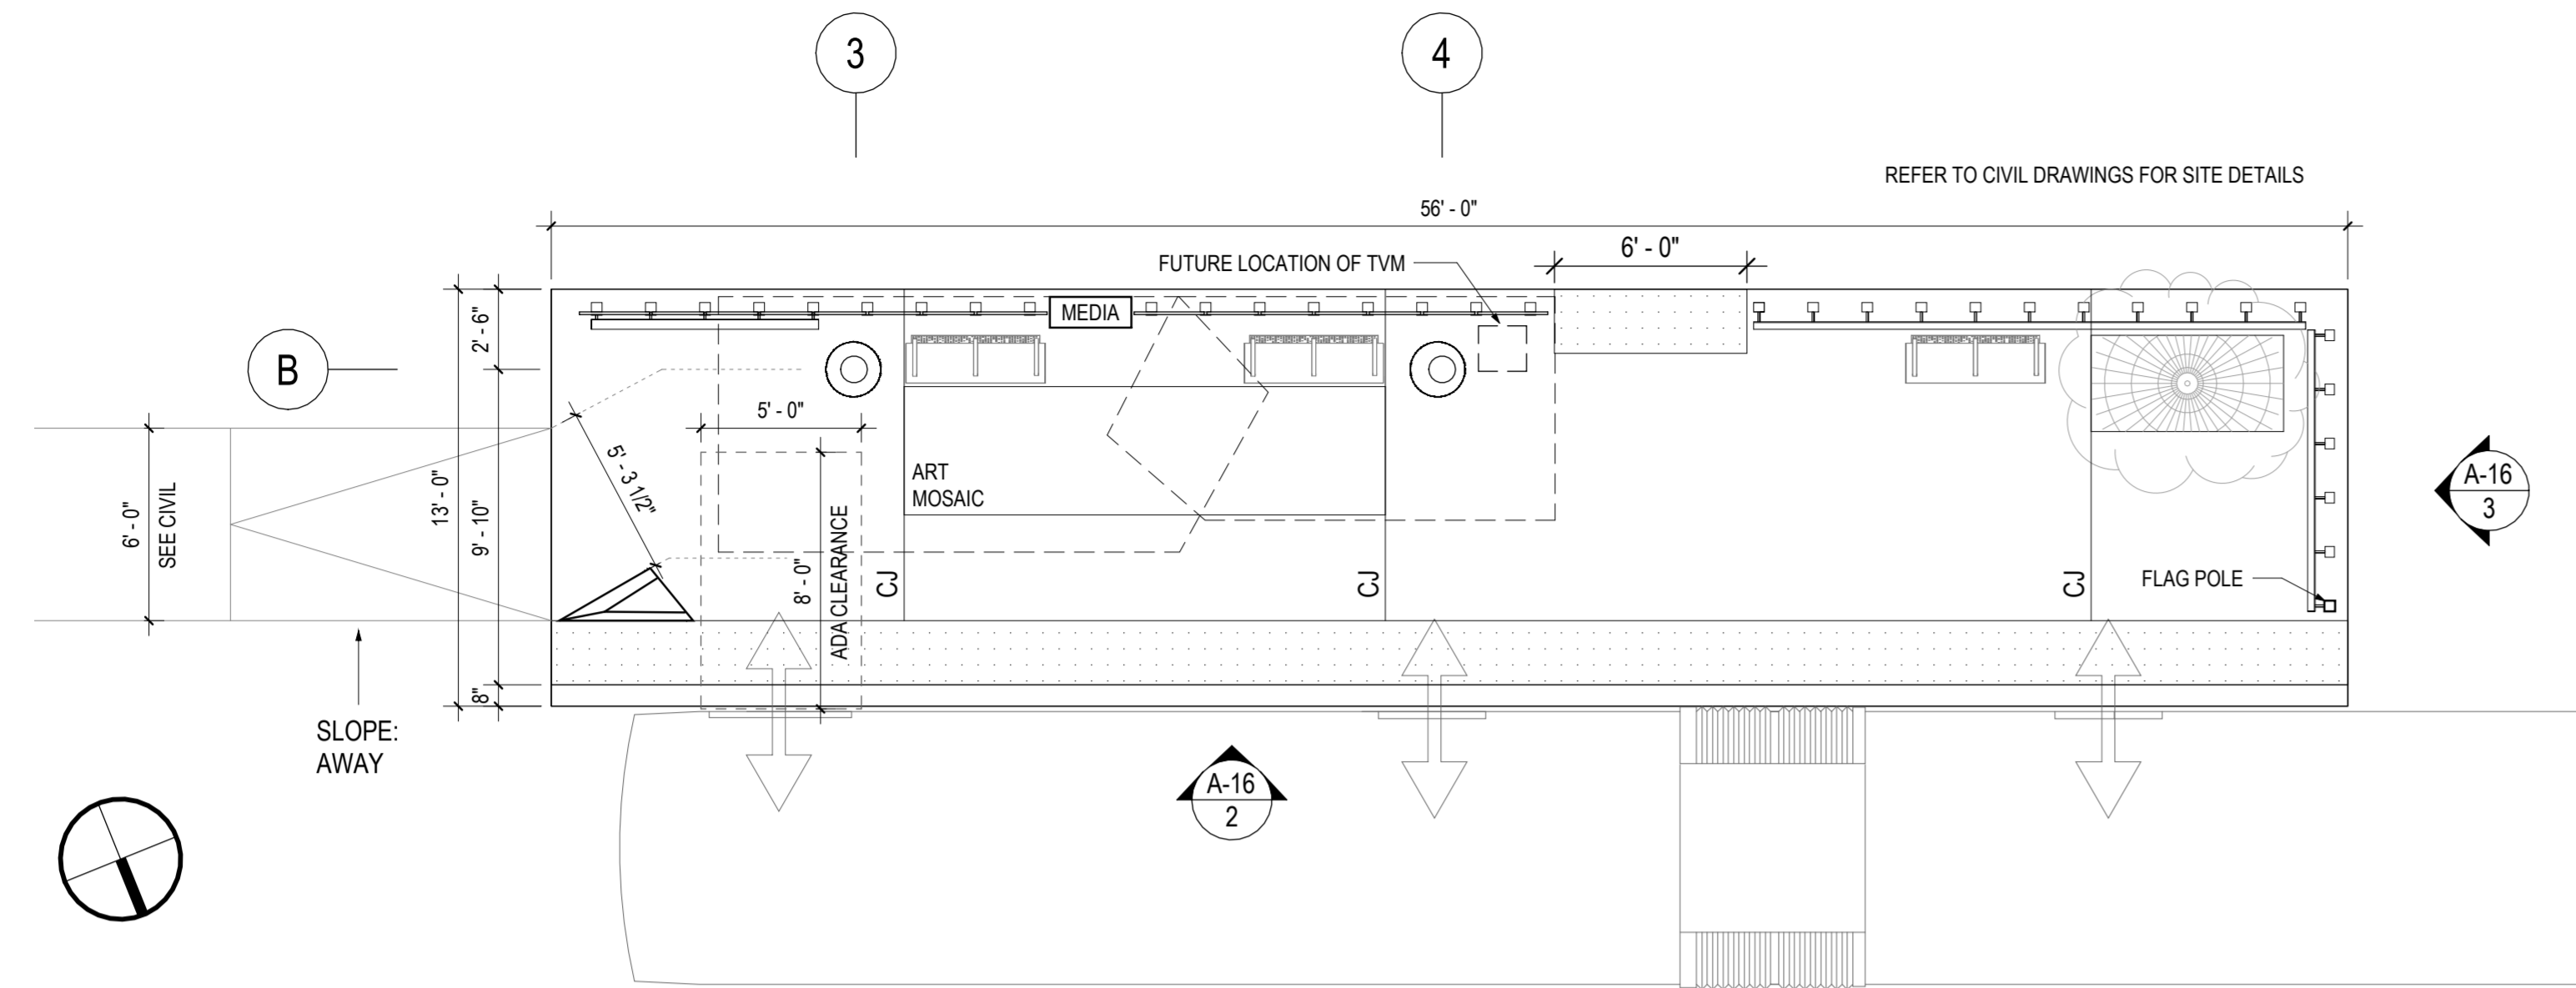 3
4
REFER TO CIVIL DRAWINGS FOR SITE DETAILS
56' - 0"
6' - 0"
FUTURE LOCATION OF TVM
MEDIA
2' - 6"
B
5' - 0"
5' - 3 1/2"
ART
MOSAIC
A-16
3
6' - 0"
SEE CIVIL
13' - 0"
9' - 10"
8' - 0"
ADA CLEARANCE
CJ
CJ
CJ
FLAG POLE
8"
SLOPE:
AWAY
A-16
2